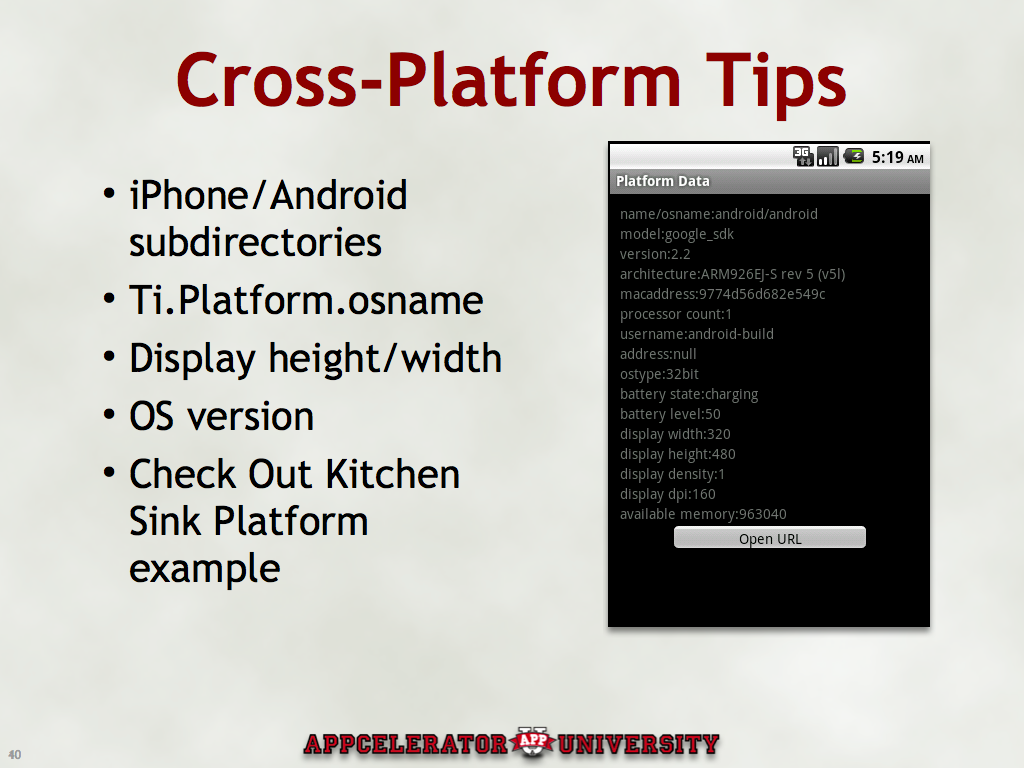 Cross-Platform Tips
• iPhone/Android
subdirectories
• Ti.Platform.osname
• Display height/width
• OS version
• Check Out Kitchen
Sink Platform
example
3G 5:19 AM
Platform Data
name/osname:android/android
model:google_sdk
version:2.2
architecture:ARM926EJ-S rev 5 (v5l)
macaddress:9774d56d682e549c
processor count:1
username:android-build
address:null
ostype:32bit
battery state:charging
battery level:50
display width:320
display height:480
display density:1
display dpi:160
available memory:963040
Open URL
APPCELERATOR U APP UNIVERSITY
40